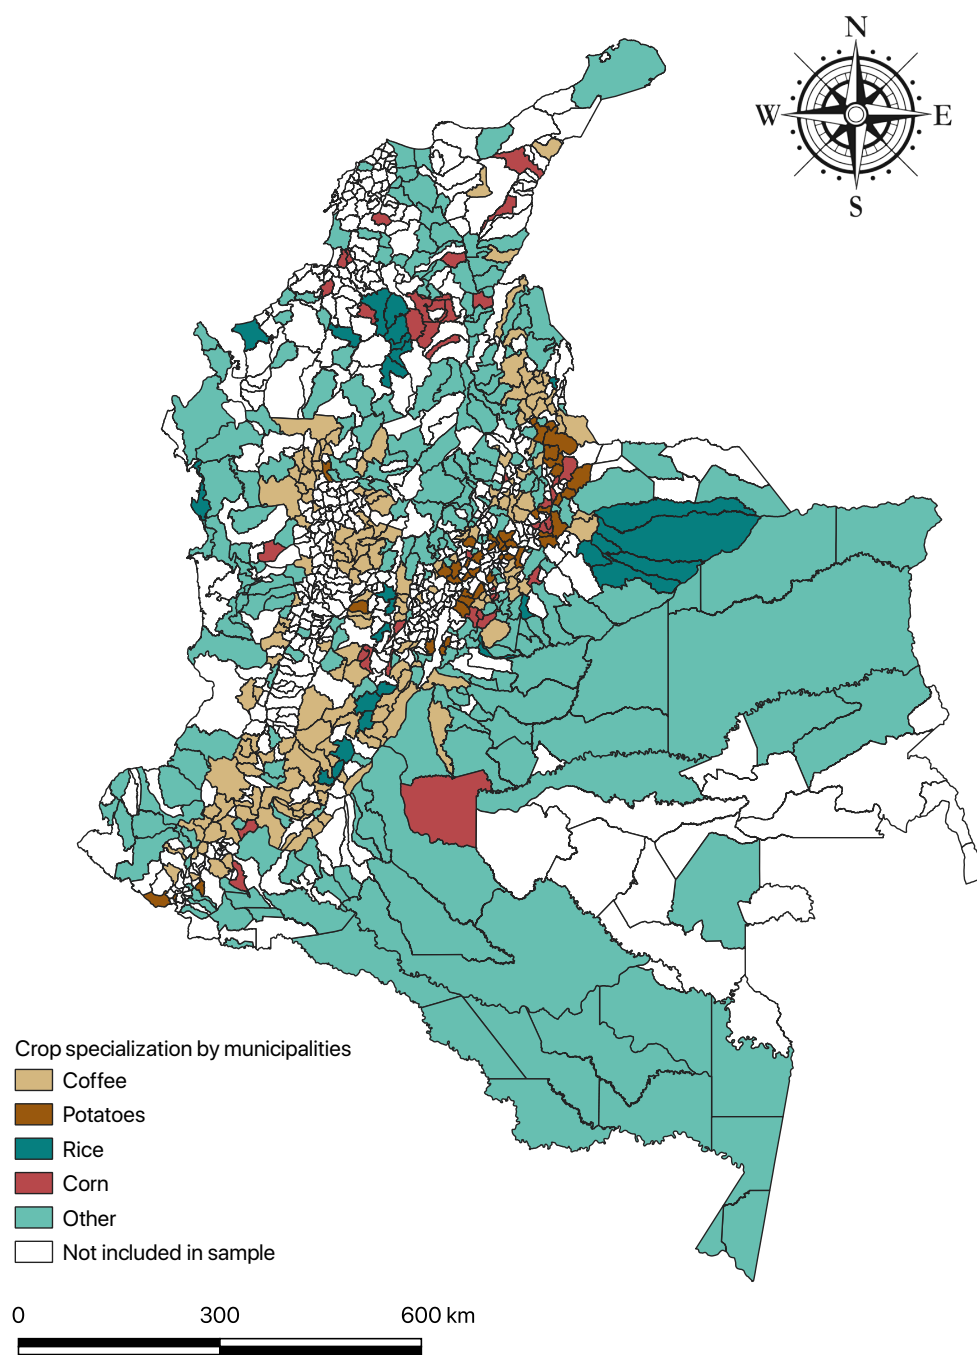 N
W
E
S
Crop specialization by municipalities
Coffee
Potatoes
Rice
Corn
Other
Not included in sample
0 300 600 km